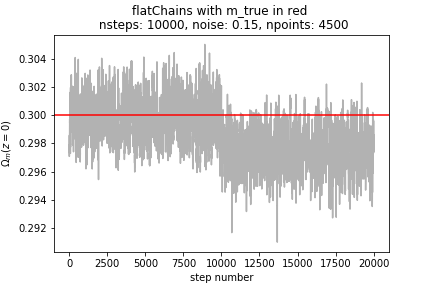 flatChains with m_true in red
nsteps: 10000, noise: 0.15, npoints: 4500
0.304
0.302
0.300
0.298
0.296
0.294
0.292
Ωₘ(z = 0)
0 2500 5000 7500 10000 12500 15000 17500 20000
step number